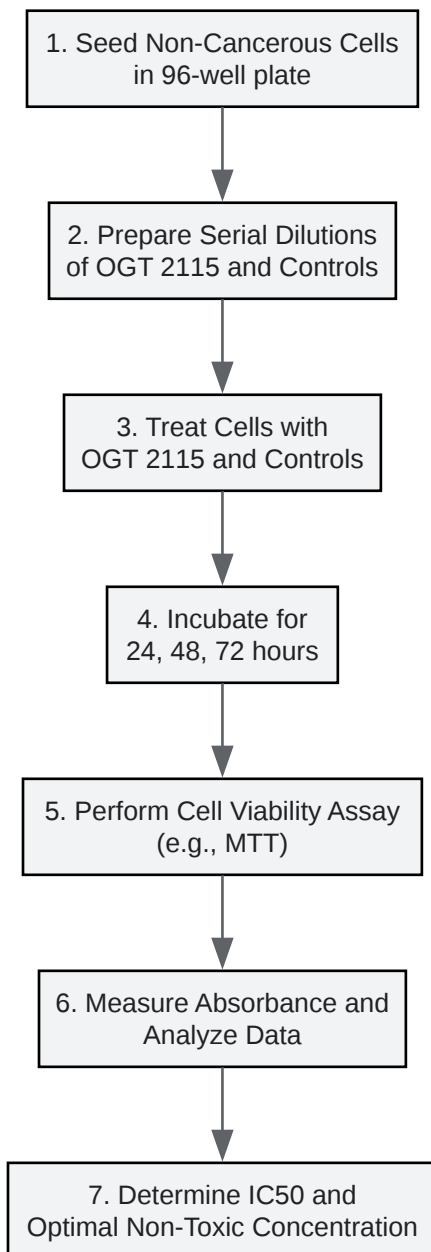 1. Seed Non-Cancerous Cells
in 96-well plate
2. Prepare Serial Dilutions
of OGT 2115 and Controls
3. Treat Cells with
OGT 2115 and Controls
4. Incubate for
24, 48, 72 hours
5. Perform Cell Viability Assay
(e.g., MTT)
6. Measure Absorbance and
Analyze Data
7. Determine IC50 and
Optimal Non-Toxic Concentration